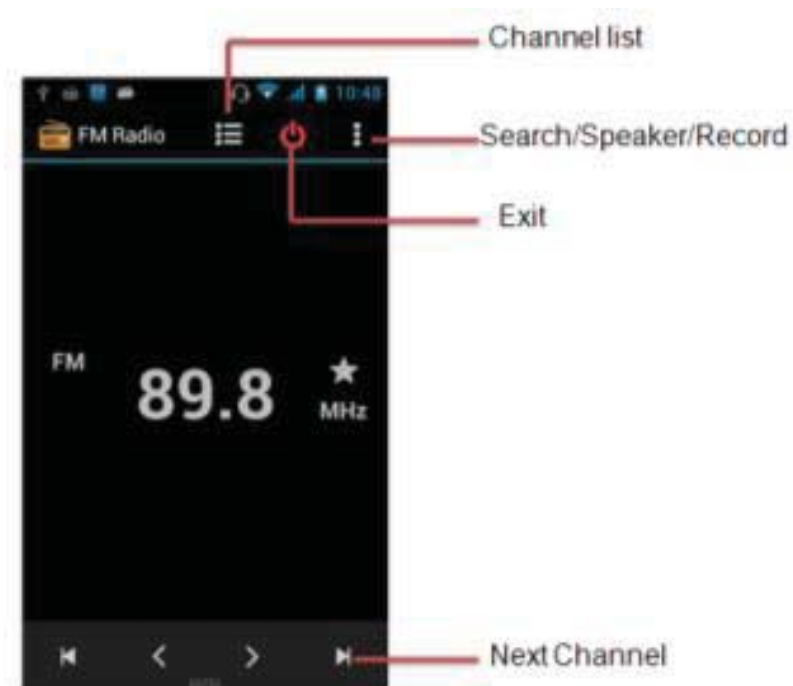 Channel list
10:48
FM Radio
Search/Speaker/Record
Exit
FM
89.8
MHz
Next Channel